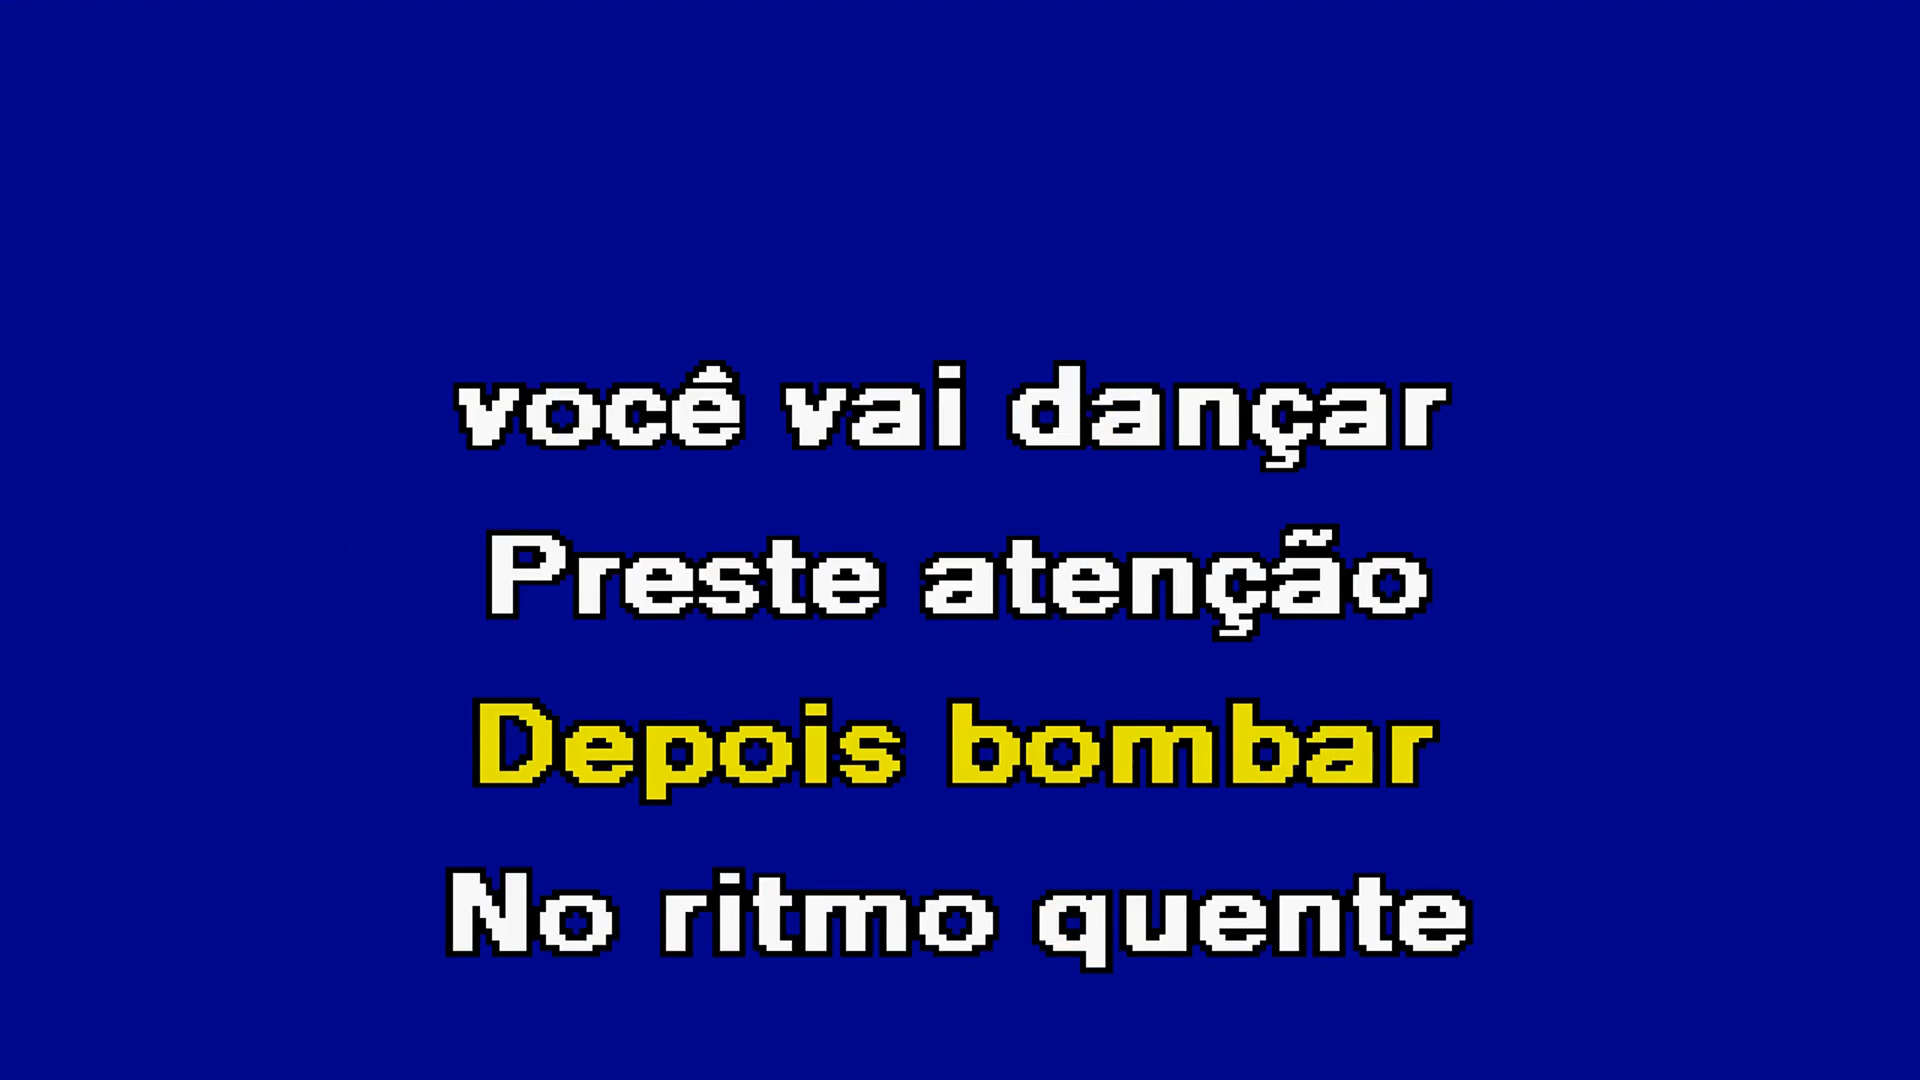 você vai dançar
Preste atenção
Depois bombar
No ritmo quente